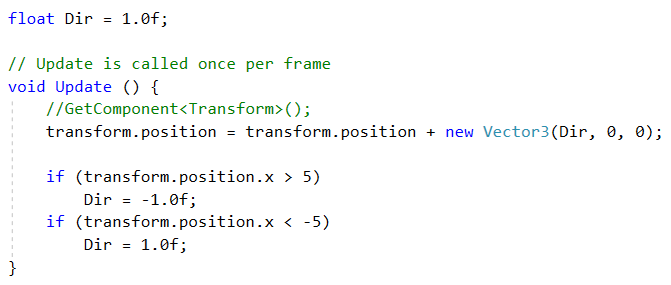 float Dir = 1.0f;

// Update is called once per frame
void Update () {
    //GetComponent<Transform>();
    transform.position = transform.position + new Vector3(Dir, 0, 0);

    if (transform.position.x > 5)
        Dir = -1.0f;
    if (transform.position.x < -5)
        Dir = 1.0f;
}